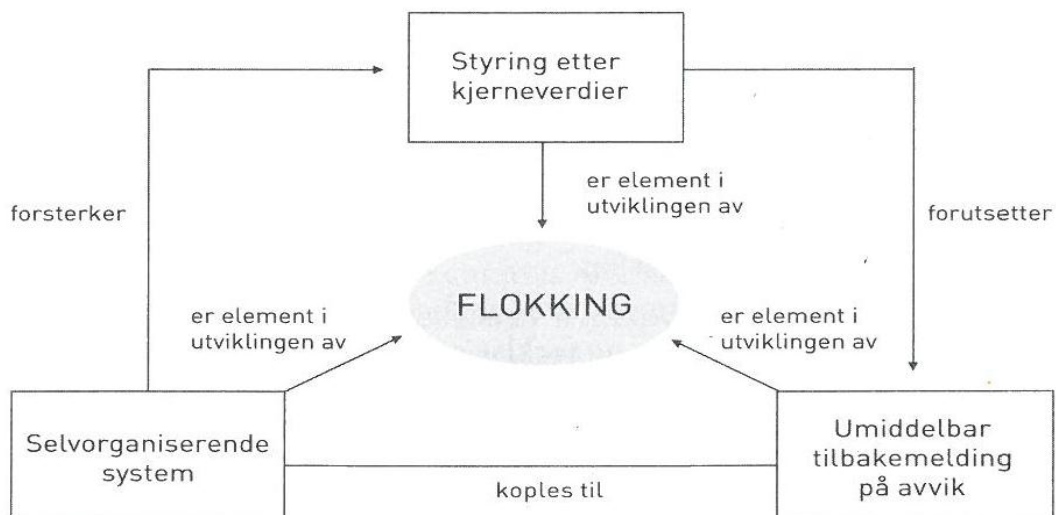 Styring etter
kjerneverdier
er element i
utviklingen av
forsterker
forutsetter
FLOKKING
er element i
utviklingen av
er element i
utviklingen av
Selvorganiserende
system
koples til
Umiddelbar
tilbakemelding
på avvik